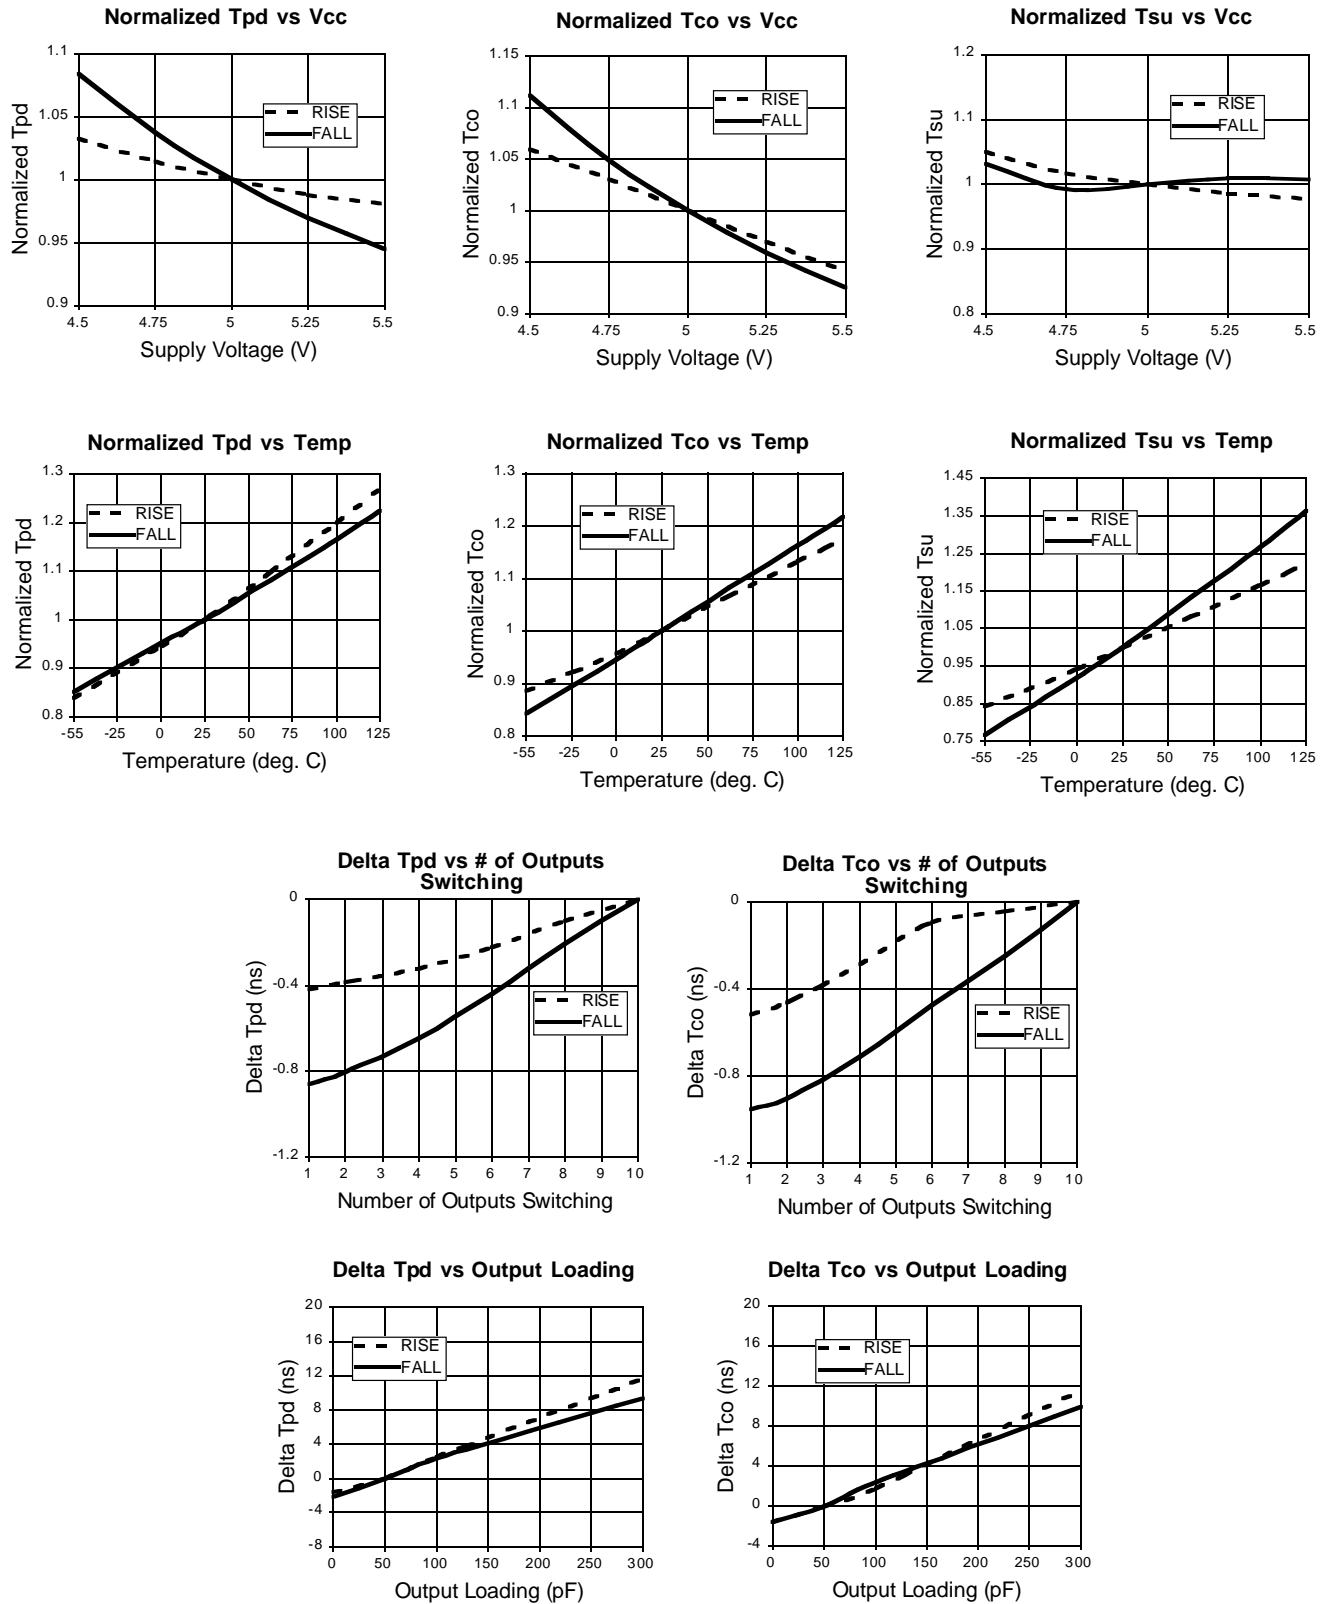 Normalized Tpd vs Vcc
Normalized Tpd
1.1
1.05
1
0.95
0.9
RISE
FALL
4.5 4.75 5 5.25 5.5
Supply Voltage (V)
Normalized Tco vs Vcc
Normalized Tco
1.15
1.1
1.05
1
0.95
0.9
RISE
FALL
4.5 4.75 5 5.25 5.5
Supply Voltage (V)
Normalized Tsu vs Vcc
Normalized Tsu
1.2
1.1
1
0.9
0.8
RISE
FALL
4.5 4.75 5 5.25 5.5
Supply Voltage (V)
Normalized Tpd vs Temp
Normalized Tpd
1.3
1.2
1.1
1
0.9
0.8
RISE
FALL
-55 -25 0 25 50 75 100 125
Temperature (deg. C)
Normalized Tco vs Temp
Normalized Tco
1.3
1.2
1.1
1
0.9
0.8
RISE
FALL
-55 -25 0 25 50 75 100 125
Temperature (deg. C)
Normalized Tsu vs Temp
Normalized Tsu
1.45
1.35
1.25
1.15
1.05
0.95
0.85
0.75
RISE
FALL
-55 -25 0 25 50 75 100 125
Temperature (deg. C)
Delta Tpd vs # of Outputs
Switching
Delta Tpd (ns)
0
-0.4
-0.8
-1.2
RISE
FALL
1 2 3 4 5 6 7 8 9 10
Number of Outputs Switching
Delta Tco vs # of Outputs
Switching
Delta Tco (ns)
0
-0.4
-0.8
-1.2
RISE
FALL
1 2 3 4 5 6 7 8 9 10
Number of Outputs Switching
Delta Tpd vs Output Loading
Delta Tpd (ns)
20
16
12
8
4
0
-4
-8
RISE
FALL
0 50 100 150 200 250 300
Output Loading (pF)
Delta Tco vs Output Loading
Delta Tco (ns)
20
16
12
8
4
0
-4
RISE
FALL
0 50 100 150 200 250 300
Output Loading (pF)